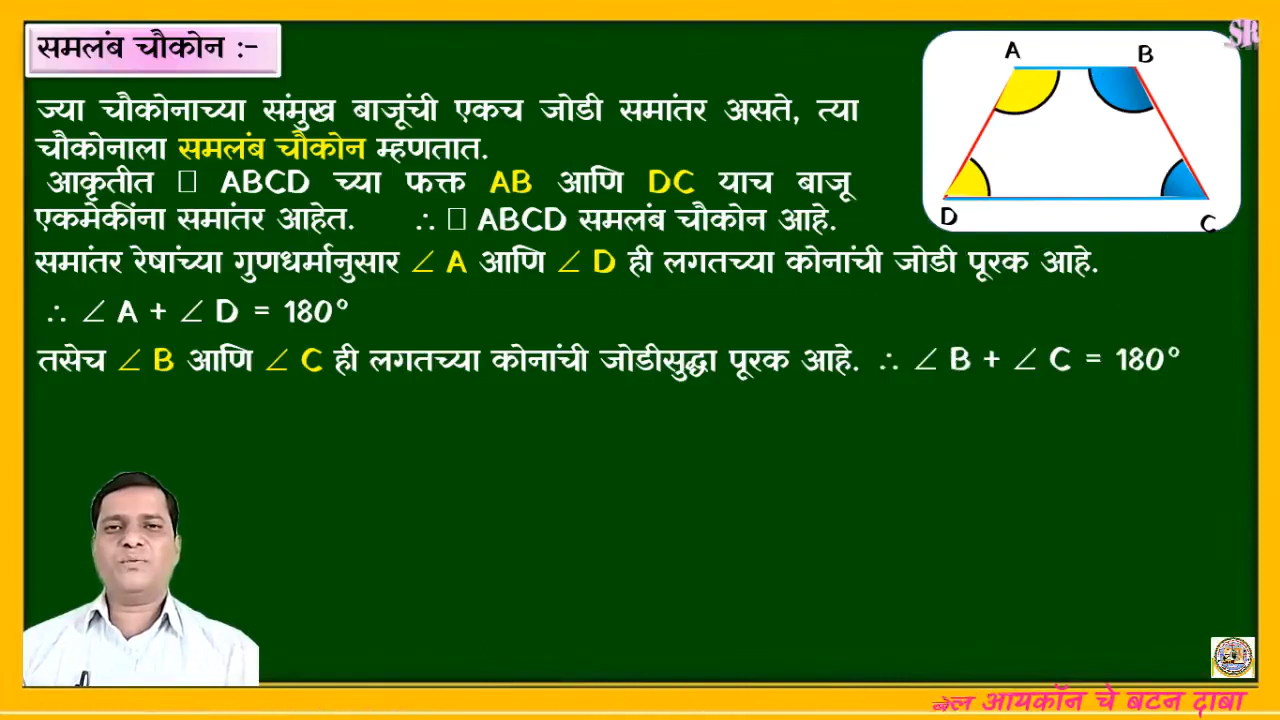 समलंब चौकोन :-
SR
ज्या चौकोनाच्या संमुख बाजूंची एकच जोडी समांतर असते, त्या
चौकोनाला समलंब चौकोन म्हणतात.
आकृतीत □ ABCD च्या फक्त AB आणि DC याच बाजू
एकमेकींना समांतर आहेत. ∴ □ ABCD समलंब चौकोन आहे.
A B
D C
समांतर रेषांच्या गुणधर्मानुसार ∠ A आणि ∠ D ही लगतच्या कोनांची जोडी पूरक आहे.
∴ ∠ A + ∠ D = 180°
तसेच ∠ B आणि ∠ C ही लगतच्या कोनांची जोडीसुद्धा पूरक आहे. ∴ ∠ B + ∠ C = 180°
बेल आयकॉन चे बटन दाबा